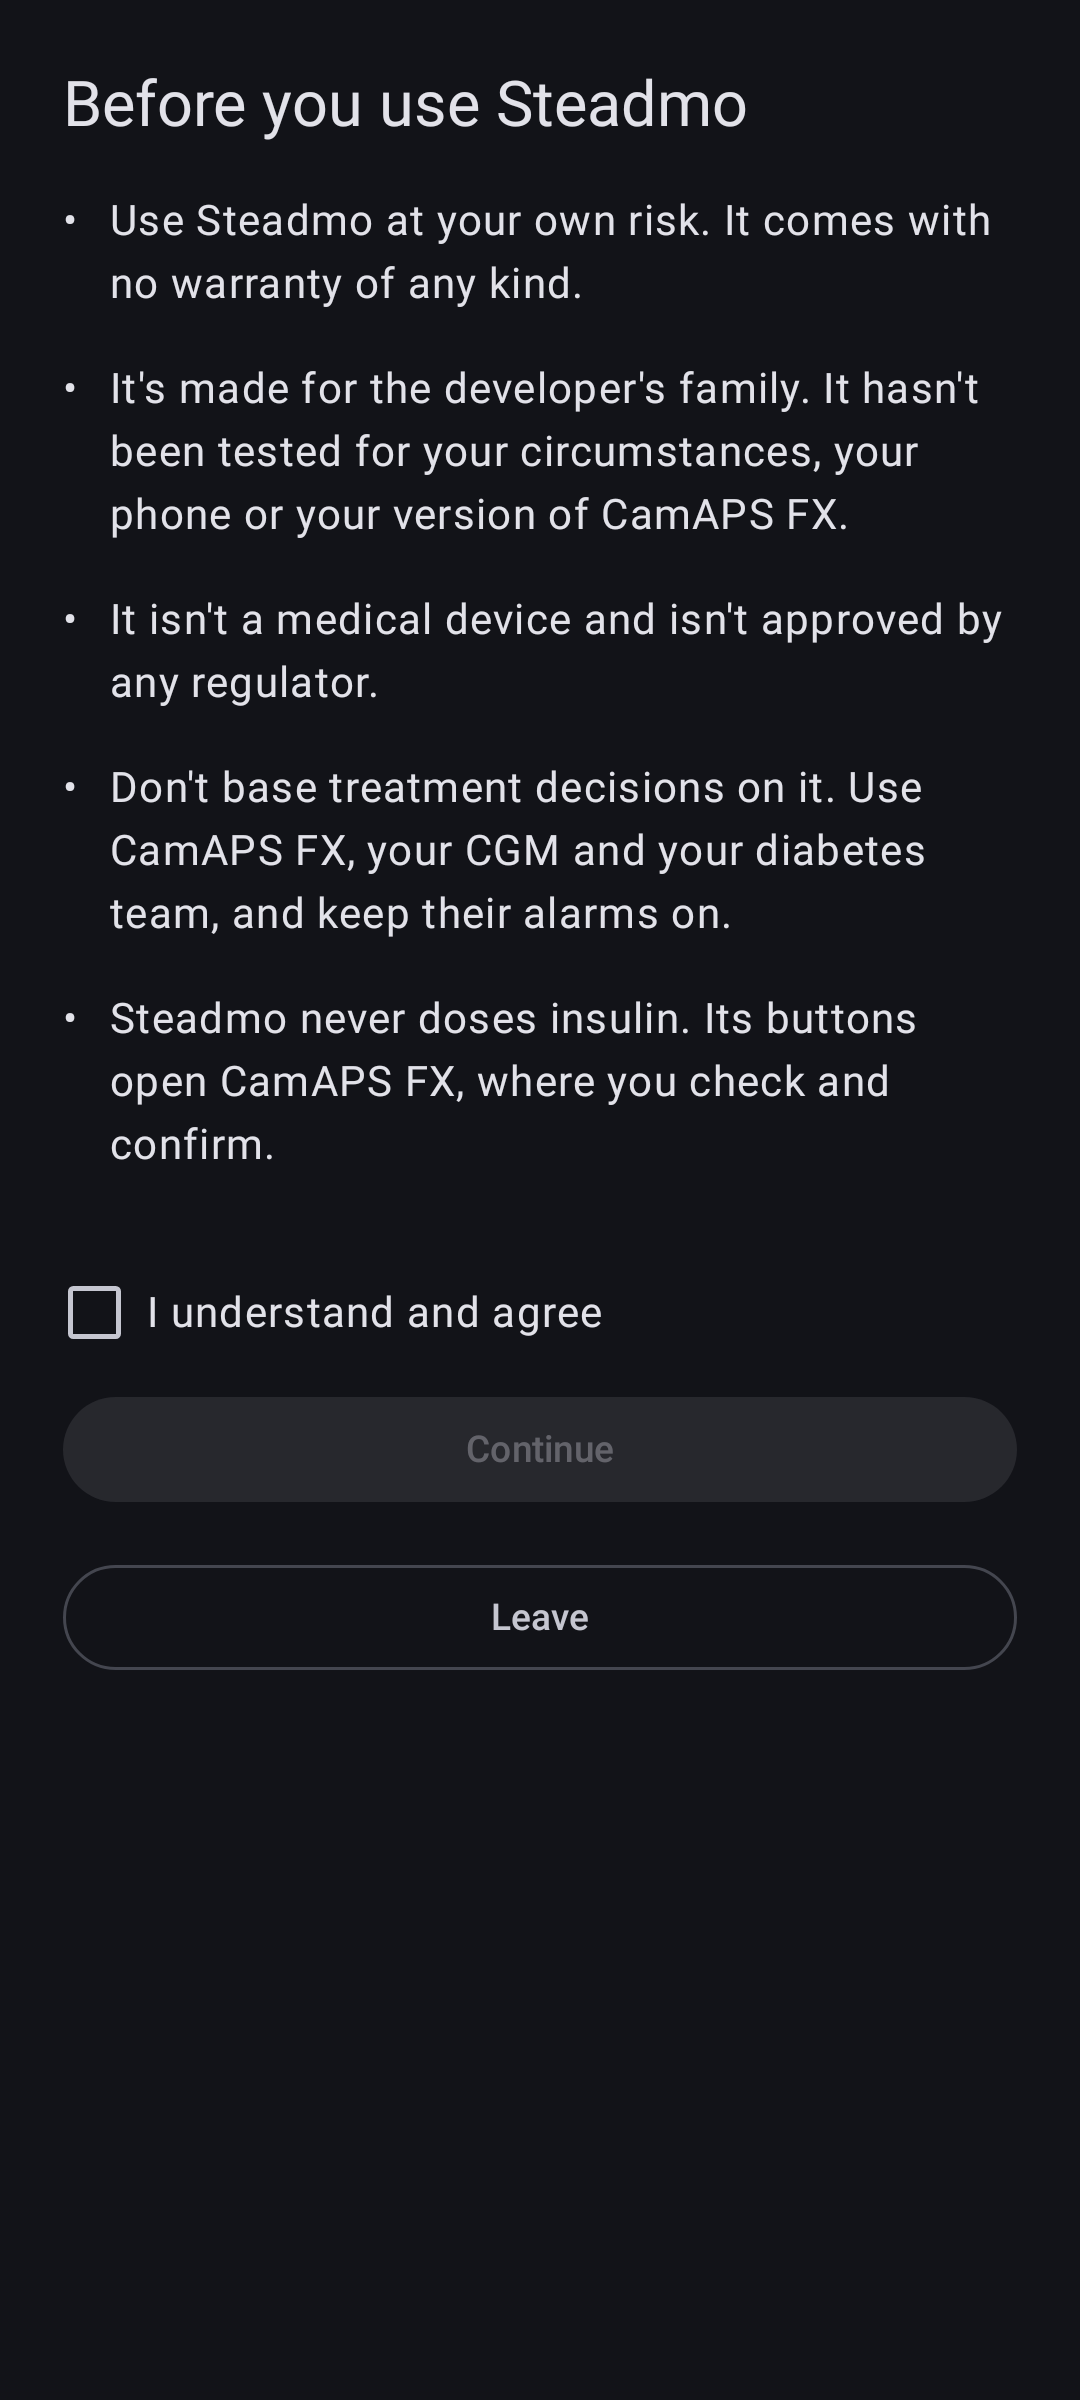 Before you use Steadmo
• Use Steadmo at your own risk. It comes with
no warranty of any kind.
• It's made for the developer's family. It hasn't
been tested for your circumstances, your
phone or your version of CamAPS FX.
• It isn't a medical device and isn't approved by
any regulator.
• Don't base treatment decisions on it. Use
CamAPS FX, your CGM and your diabetes
team, and keep their alarms on.
• Steadmo never doses insulin. Its buttons
open CamAPS FX, where you check and
confirm.
I understand and agree
Continue
Leave